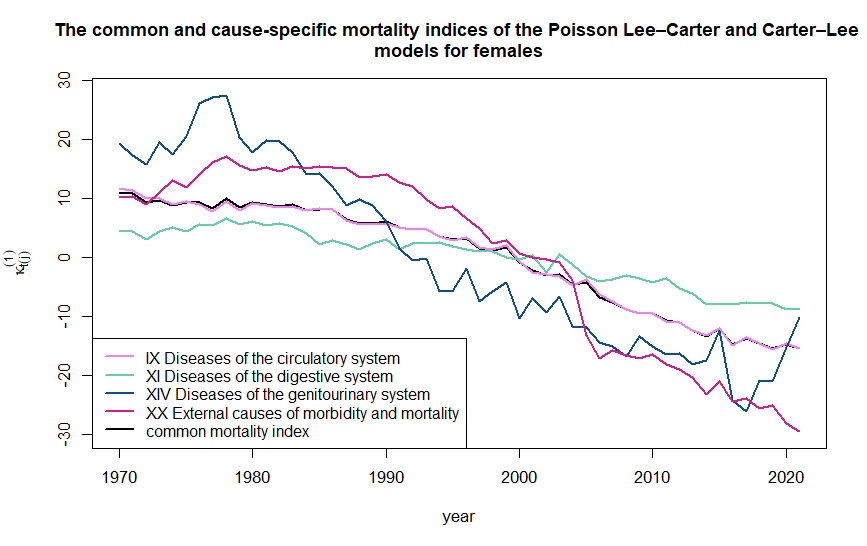 The common and cause-specific mortality indices of the Poisson Lee–Carter and Carter–Lee
models for females
30
20
10
0
-10
-20
-30
κt(j)(1)
IX Diseases of the circulatory system
XI Diseases of the digestive system
XIV Diseases of the genitourinary system
XX External causes of morbidity and mortality
common mortality index
1970
1980
1990
2000
2010
2020
year